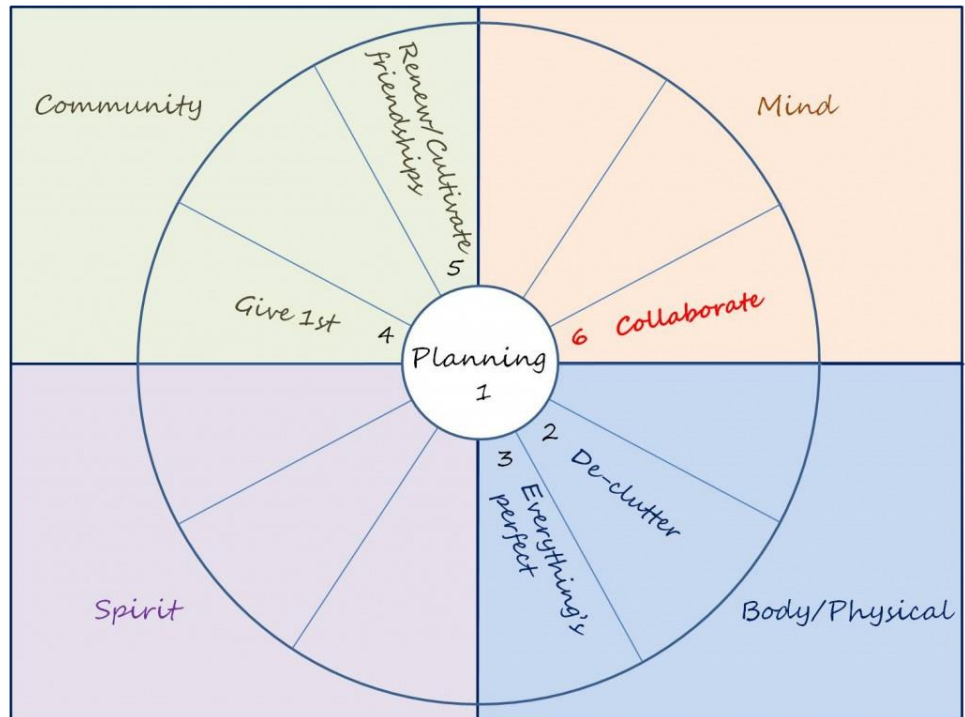 Community
Renew/Cultivate
friendships
5
Mind
Give 1st
4
Planning
1
6
Collaborate
2
De-clutter
3
Everything's
perfect
Spirit
Body/Physical